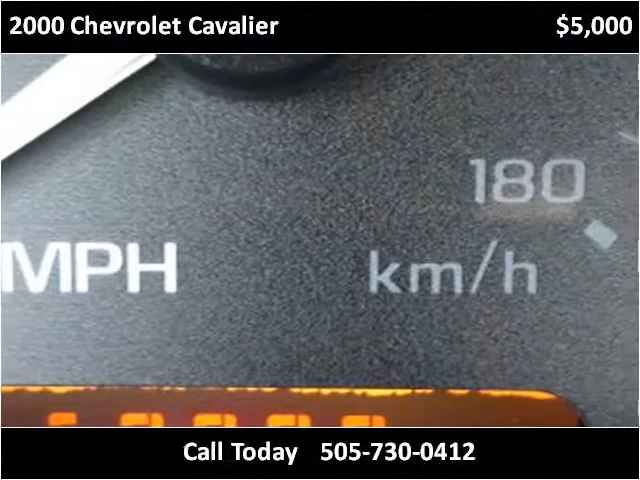 2000 Chevrolet Cavalier $5,000
180
MPH km/h
Call Today 505-730-0412